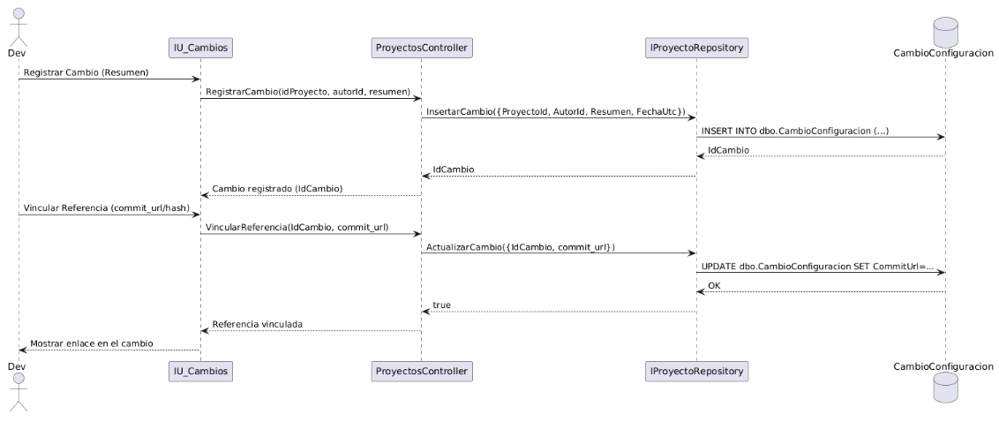 Dev
IU_Cambios
ProyectosController
IProyectoRepository
CambioConfiguracion
Registrar Cambio (Resumen)
RegistrarCambio(idProyecto, autorId, resumen)
InsertarCambio({ProyectoId, AutorId, Resumen, FechaUtc})
INSERT INTO dbo.CambioConfiguracion (...)
IdCambio
IdCambio
Cambio registrado (IdCambio)
Vincular Referencia (commit_url/hash)
VincularReferencia(IdCambio, commit_url)
ActualizarCambio({IdCambio, commit_url})
UPDATE dbo.CambioConfiguracion SET CommitUrl=...
OK
true
Referencia vinculada
Mostrar enlace en el cambio
Dev
IU_Cambios
ProyectosController
IProyectoRepository
CambioConfiguracion